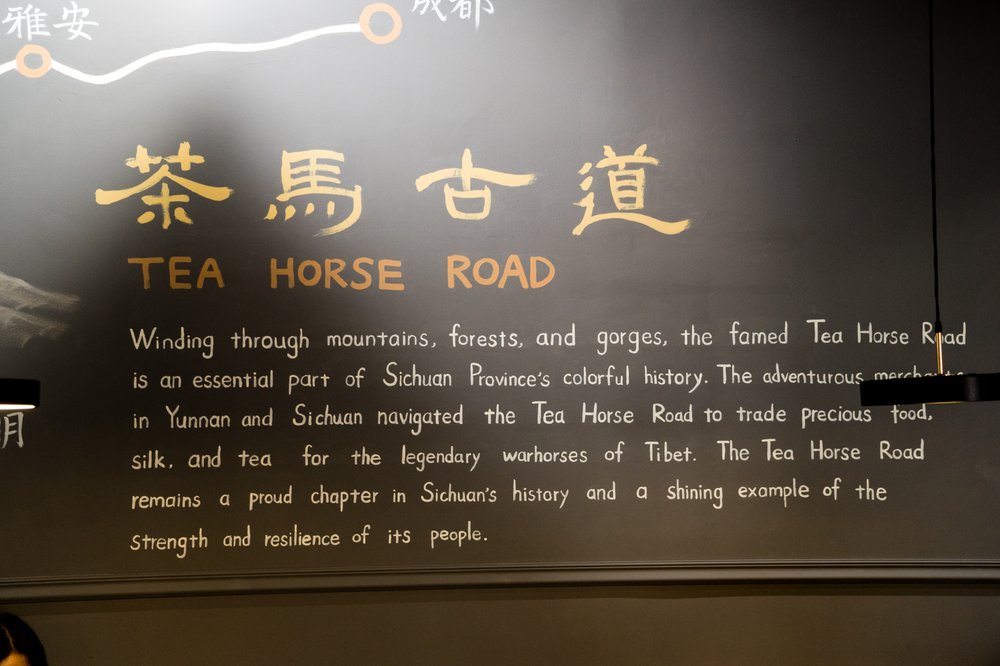 雅安
成都
茶馬古道
TEA HORSE ROAD
Winding through mountains, forests, and gorges, the famed Tea Horse Road
is an essential part of Sichuan Province's colorful history. The adventurous
in Yunnan and Sichuan navigated the Tea Horse Road to trade precious food,
silk, and tea for the legendary warhorses of Tibet. The Tea Horse Road
remains a proud chapter in Sichuan's history and a shining example of the
strength and resilience of its people.